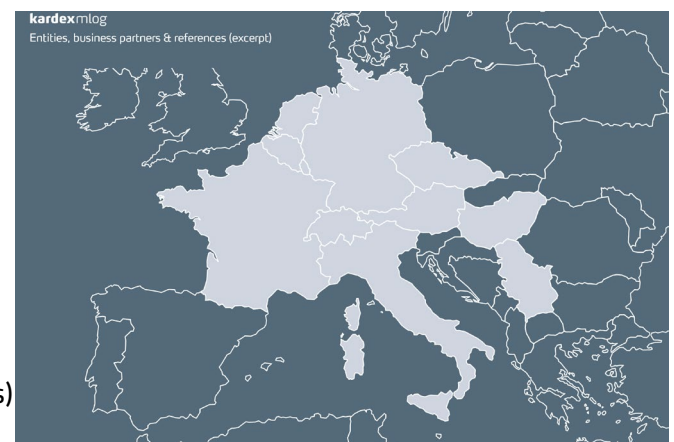 kardexmlog
Entities, business partners & references (excerpt)
s)